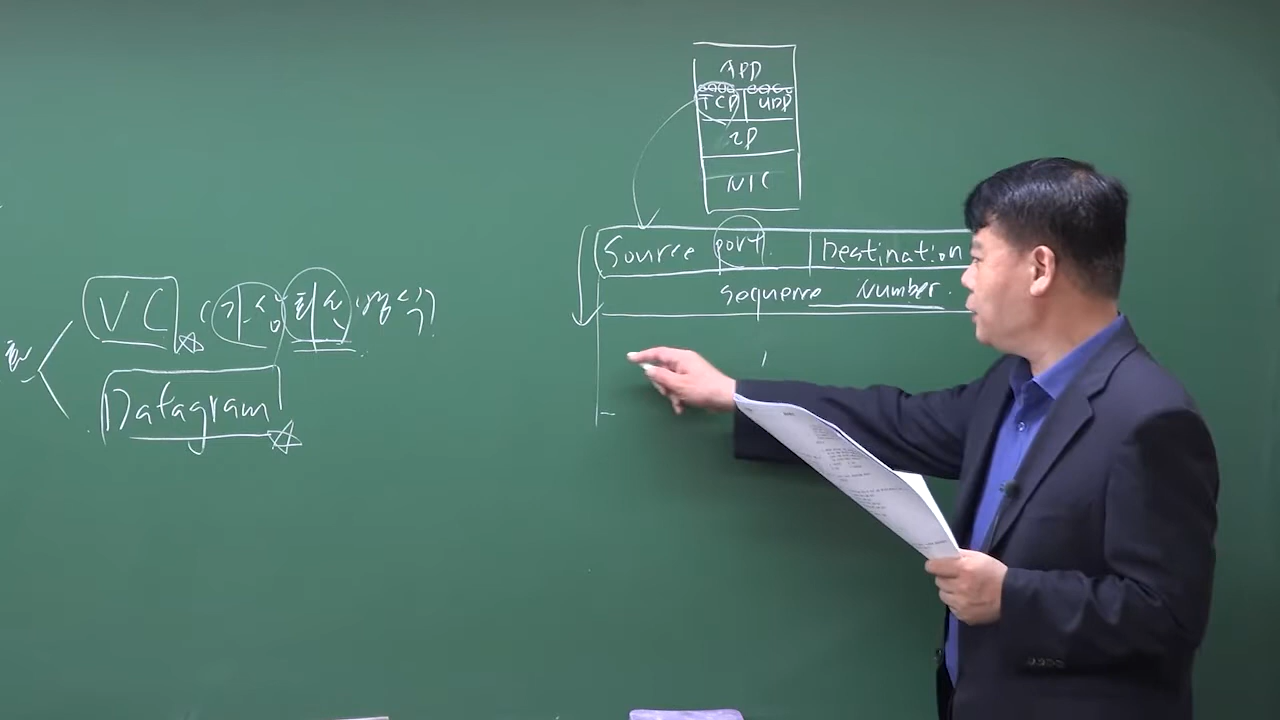 APP
TCP UDP
IP
NIC
Source port Destination
Sequence Number.
VC (가상회선 방식)
Datagram